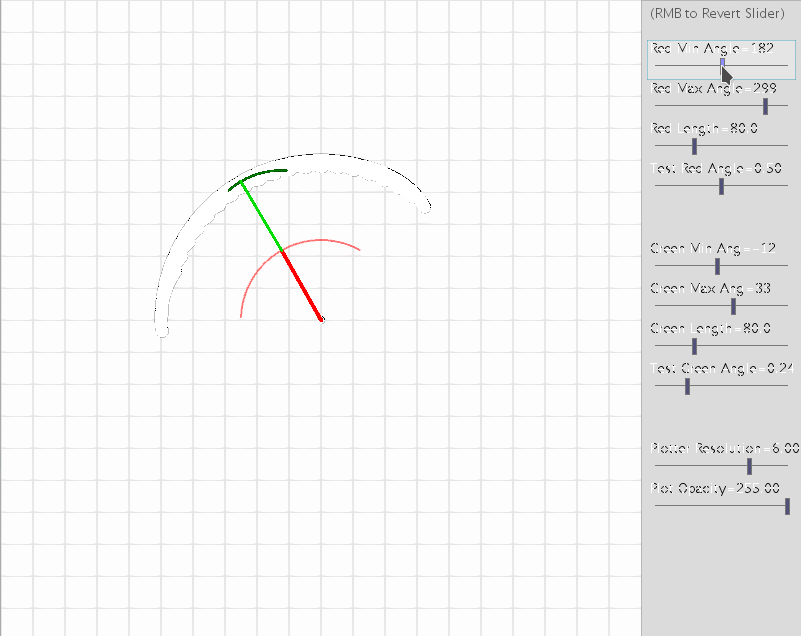 (RMB to Revert Slider)
Red Min Angle=182
Red Max Angle=299
Red Length=80.0
Test Red Angle=0.50
Green Min Ang=-12
Green Max Ang=33
Green Length=80.0
Test Green Angle=0.24
Plotter Resolution=6.00
Plot Opacity=255.00